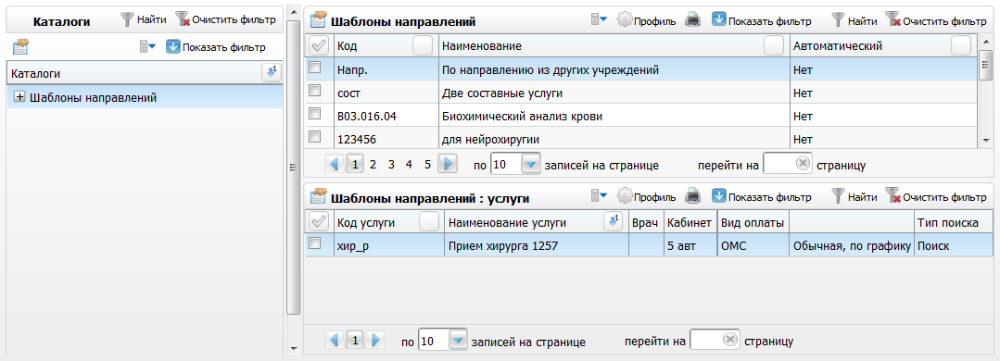 Каталоги Найти Очистить фильтр
Показать фильтр
Каталоги
Шаблоны направлений
Шаблоны направлений Профиль Показать фильтр Найти Очистить фильтр
Код Наименование Автоматический
Напр. По направлению из других учреждений Нет
сост Две составные услуги Нет
B03.016.04 Биохимический анализ крови Нет
123456 для нейрохиругии Нет
1 2 3 4 5 по 10 записей на странице перейти на страницу
Шаблоны направлений : услуги Профиль Показать фильтр Найти Очистить фильтр
Код услуги Наименование услуги Врач Кабинет Вид оплаты Тип поиска
хир_р Прием хирурга 1257 5 авт ОМС Обычная, по графику Поиск
1 по 10 записей на странице перейти на страницу